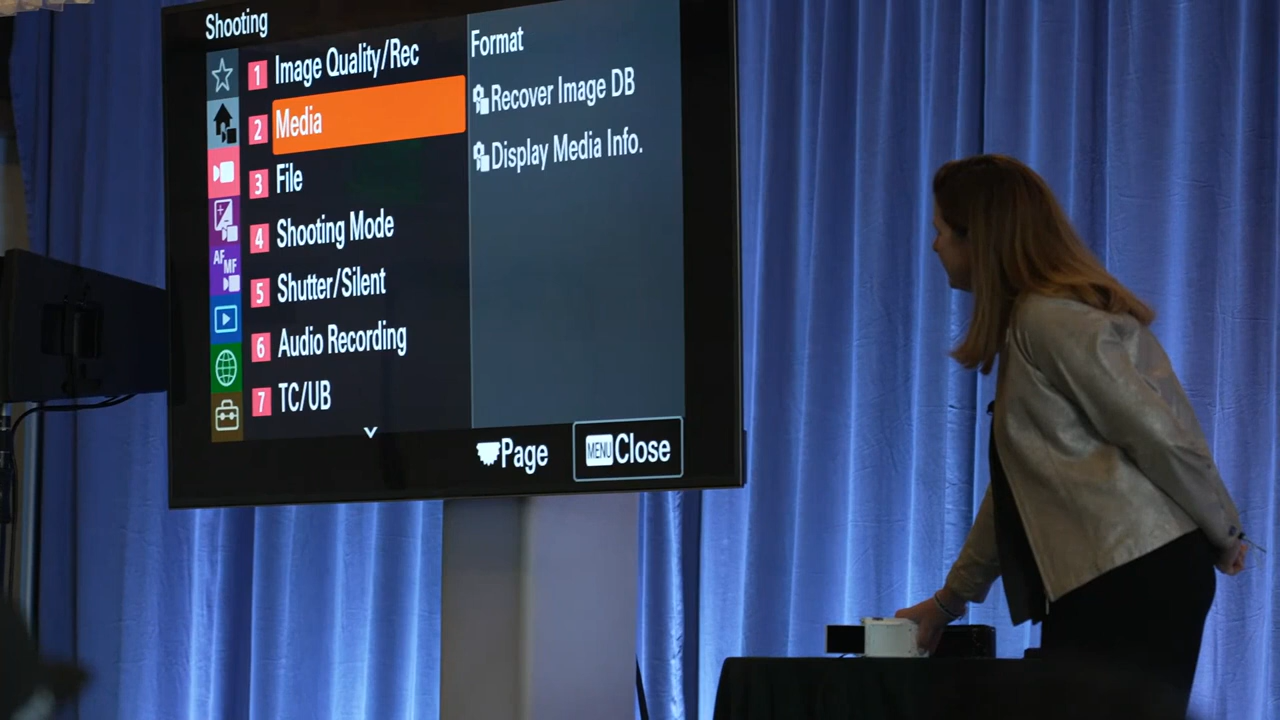 Shooting
1 Image Quality/Rec
2 Media
3 File
4 Shooting Mode
5 Shutter/Silent
6 Audio Recording
7 TC/UB
AF MF
Format
Recover Image DB
Display Media Info.
Page
MENU Close